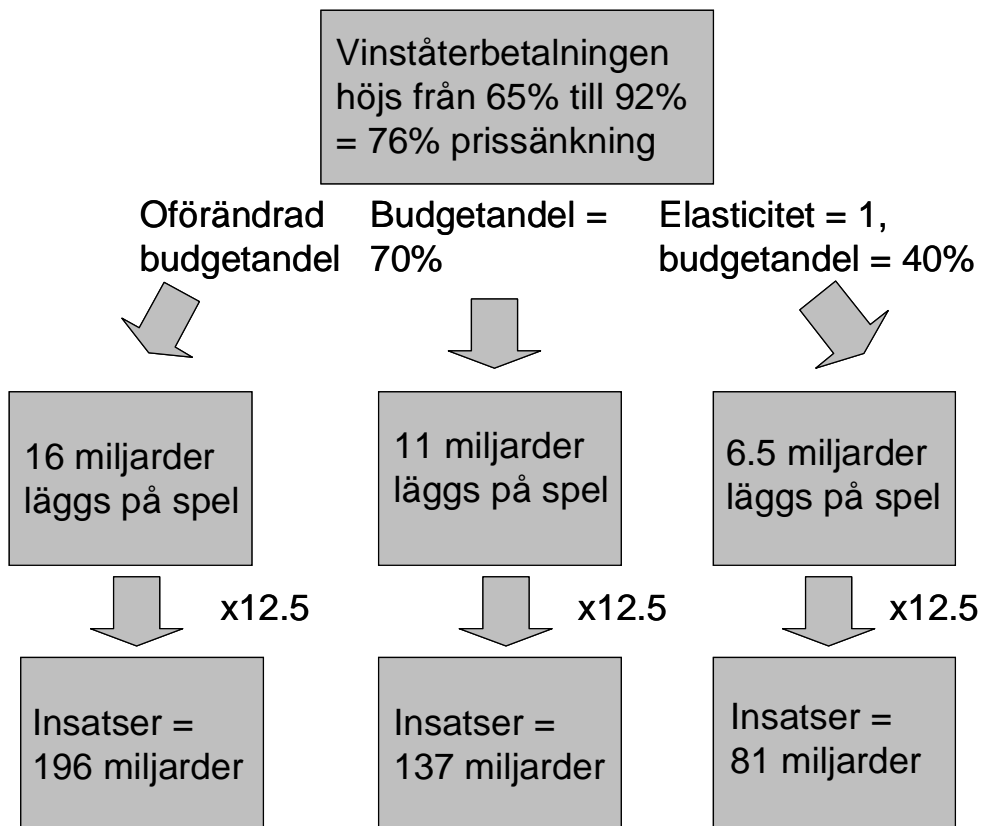 Vinståterbetalningen
höjs från 65% till 92%
= 76% prissänkning
Oförändrad
budgetandel
Budgetandel =
70%
Elasticitet = 1,
budgetandel = 40%
16 miljarder
läggs på spel
11 miljarder
läggs på spel
6.5 miljarder
läggs på spel
x12.5
x12.5
x12.5
Insatser =
196 miljarder
Insatser =
137 miljarder
Insatser =
81 miljarder